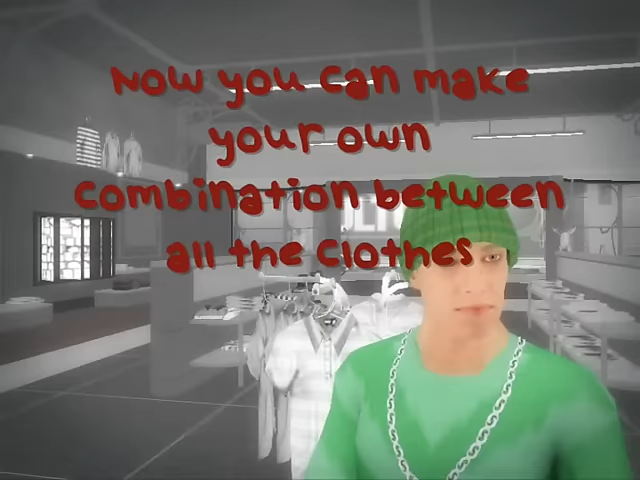 Now you can make
your own
combination between
all the clothes